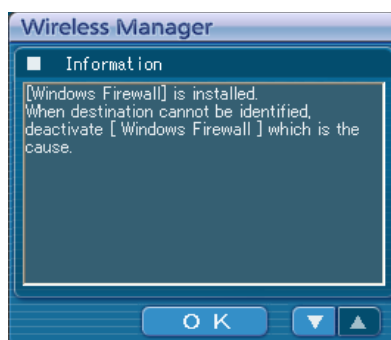 Wireless Manager
Information
[Windows Firewall] is installed.
When destination cannot be identified,
deactivate [ Windows Firewall ] which is the
cause.
OK